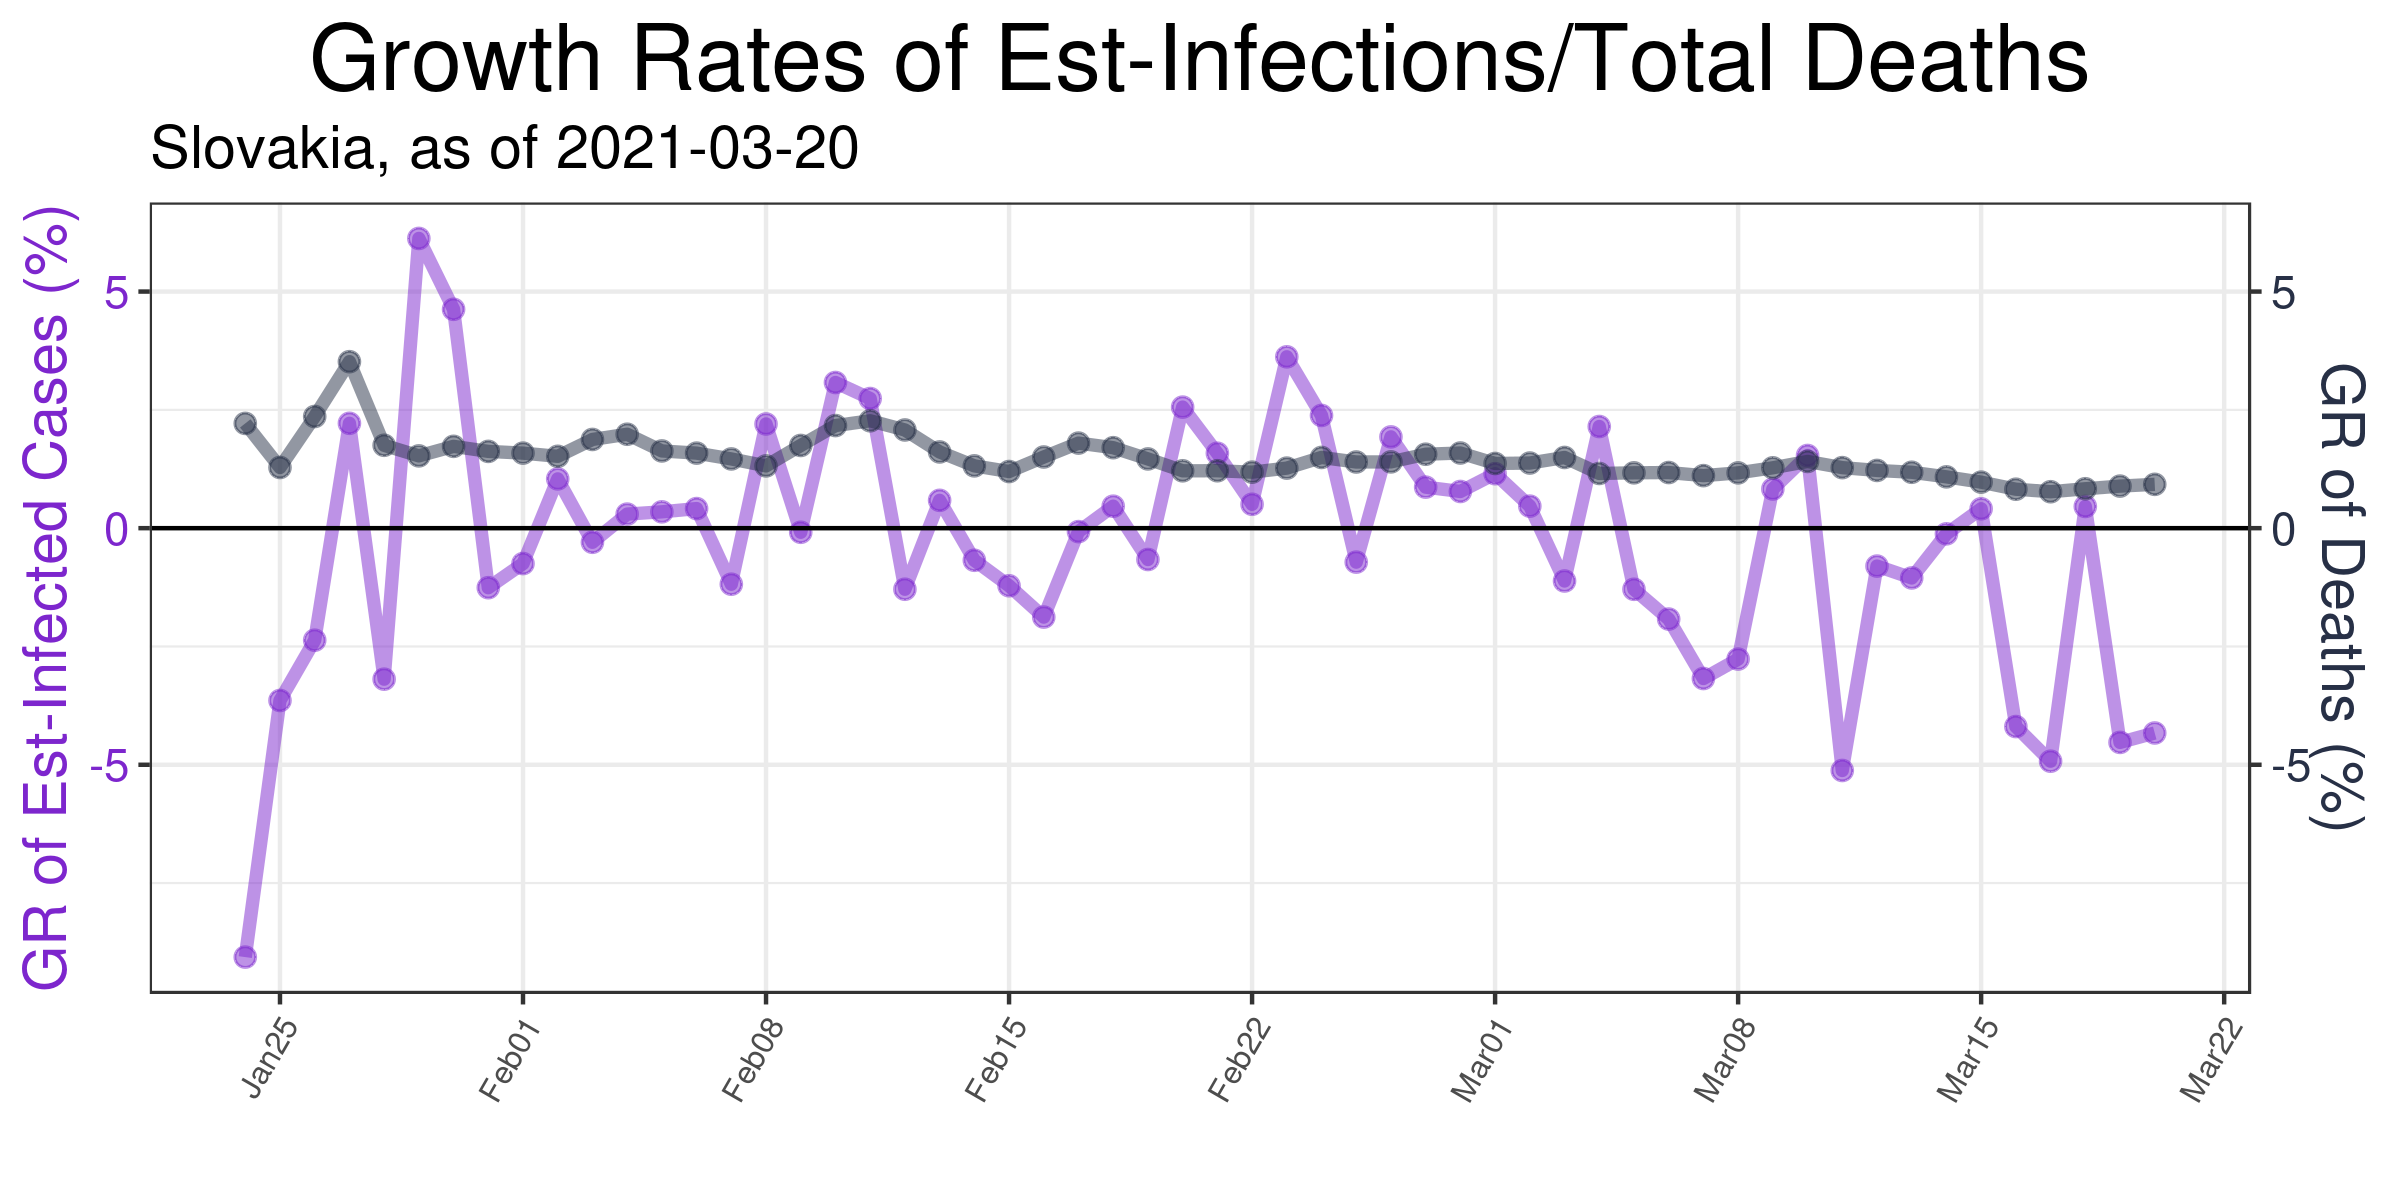 Growth Rates of Est-Infections/Total Deaths
Slovakia, as of 2021-03-20
GR of Est-Infected Cases (%)
5
0
-5
5
0
-5
GR of Deaths (%)
Jan25
Feb01
Feb08
Feb15
Feb22
Mar01
Mar08
Mar15
Mar22